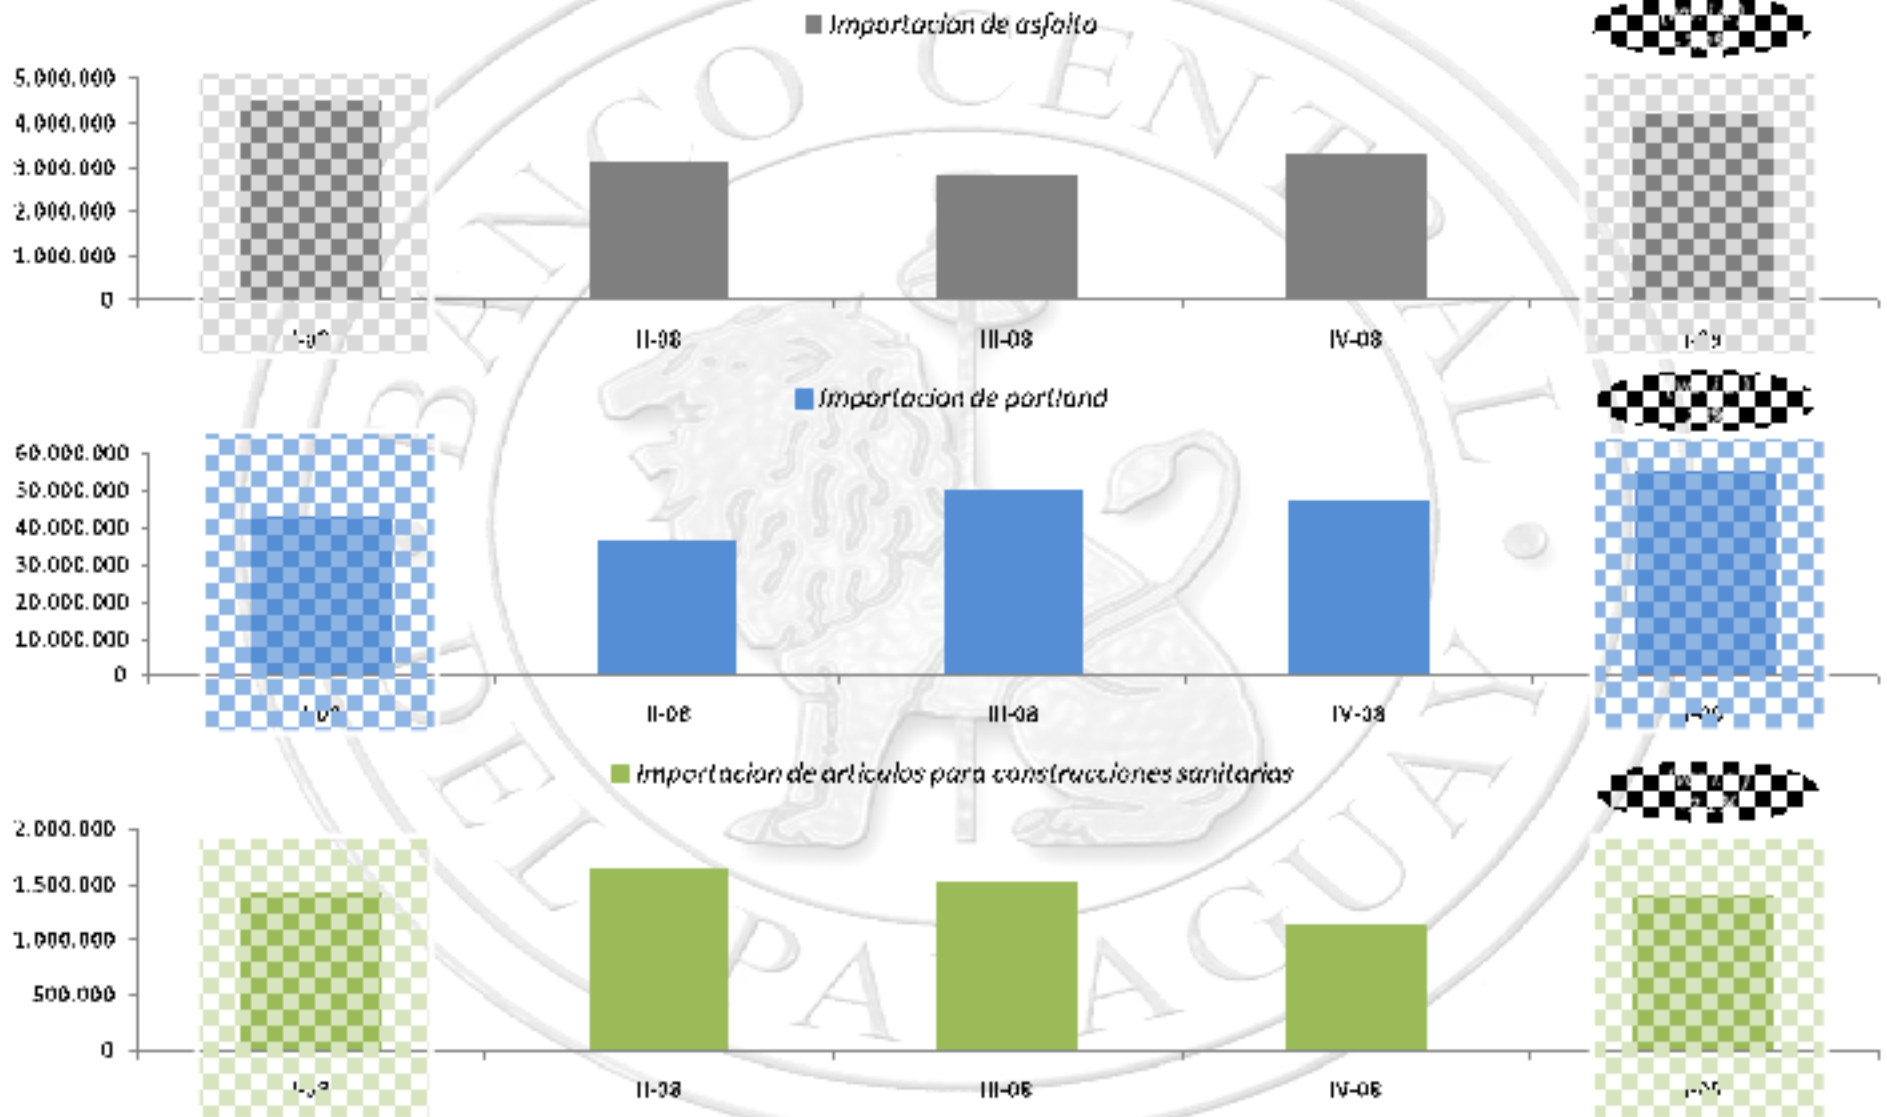 Importacion de asfalto
5.000.000
4.000.000
3.000.000
2.000.000
1.000.000
0
II-08
III-08
IV-08
Importacion de portland
60.000.000
50.000.000
40.000.000
30.000.000
20.000.000
10.000.000
0
II-08
III-08
IV-08
Importacion de articulos para construcciones sanitarias
2.000.000
1.500.000
1.000.000
500.000
0
II-08
III-08
IV-08
BANCO CENTRAL
DEL PARAGUAY